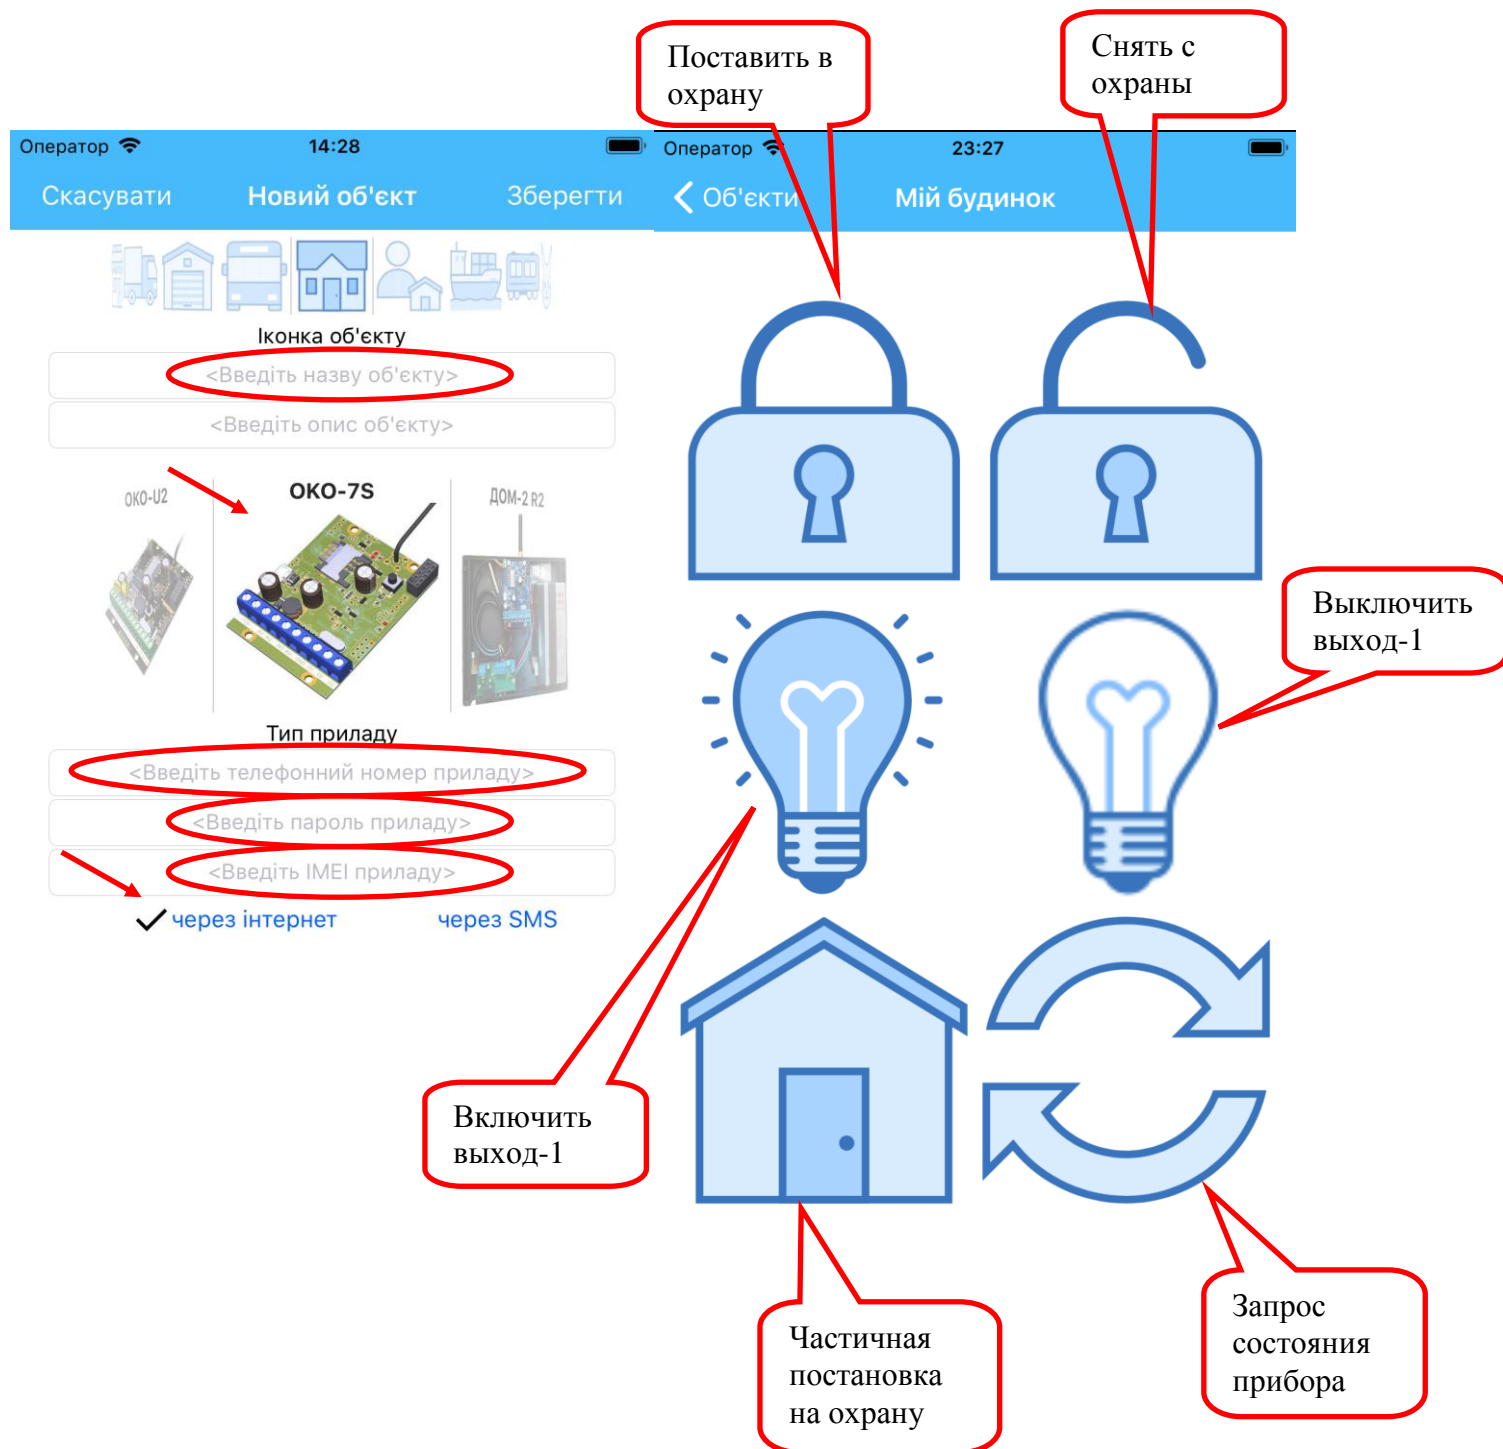 Поставить в
охрану
Снять с
охраны
Оператор
14:28
Скасувати
Новий об'єкт
Зберегти
Іконка об'єкту
<Введіть назву об'єкту>
<Введіть опис об'єкту>
ОКО-U2
ОКО-7S
ДОМ-2 R2
Тип приладу
<Введіть телефонний номер приладу>
<Введіть пароль приладу>
<Введіть IMEI приладу>
через інтернет
через SMS
Оператор
23:27
Об'єкти
Мій будинок
Выключить
выход-1
Включить
выход-1
Частичная
постановка
на охрану
Запрос
состояния
прибора